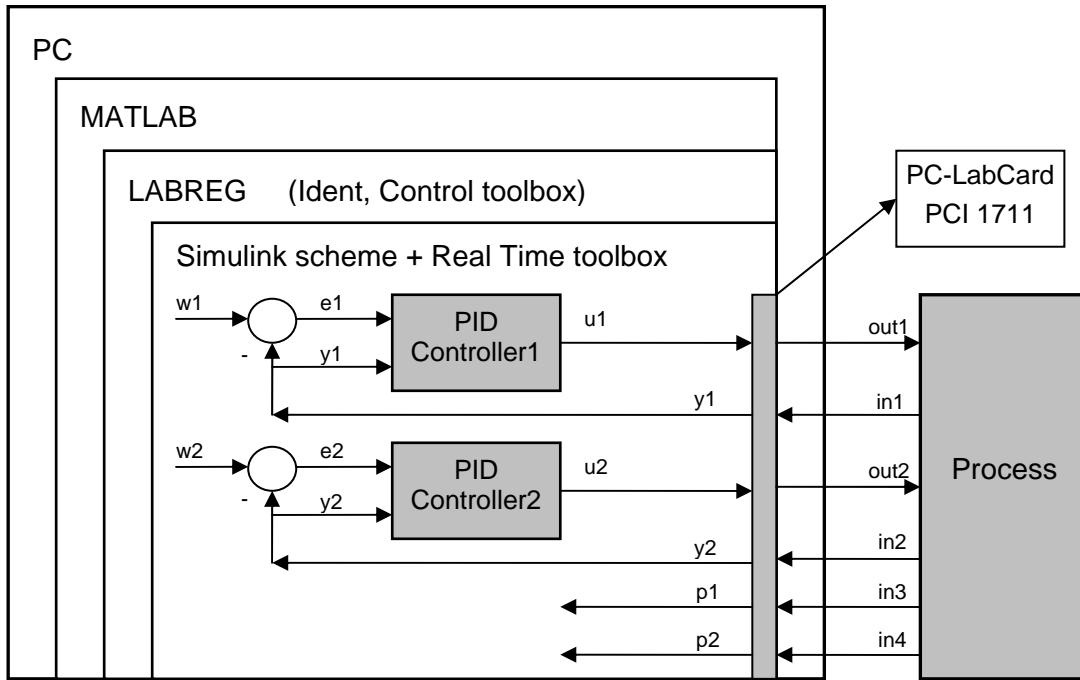 PC
MATLAB
LABREG (Ident, Control toolbox)
PC-LabCard
PCI 1711
Simulink scheme + Real Time toolbox
w1
e1
PID
Controller1
u1
out1
-
y1
y1
in1
w2
e2
PID
Controller2
u2
out2
Process
-
y2
y2
in2
p1
in3
p2
in4